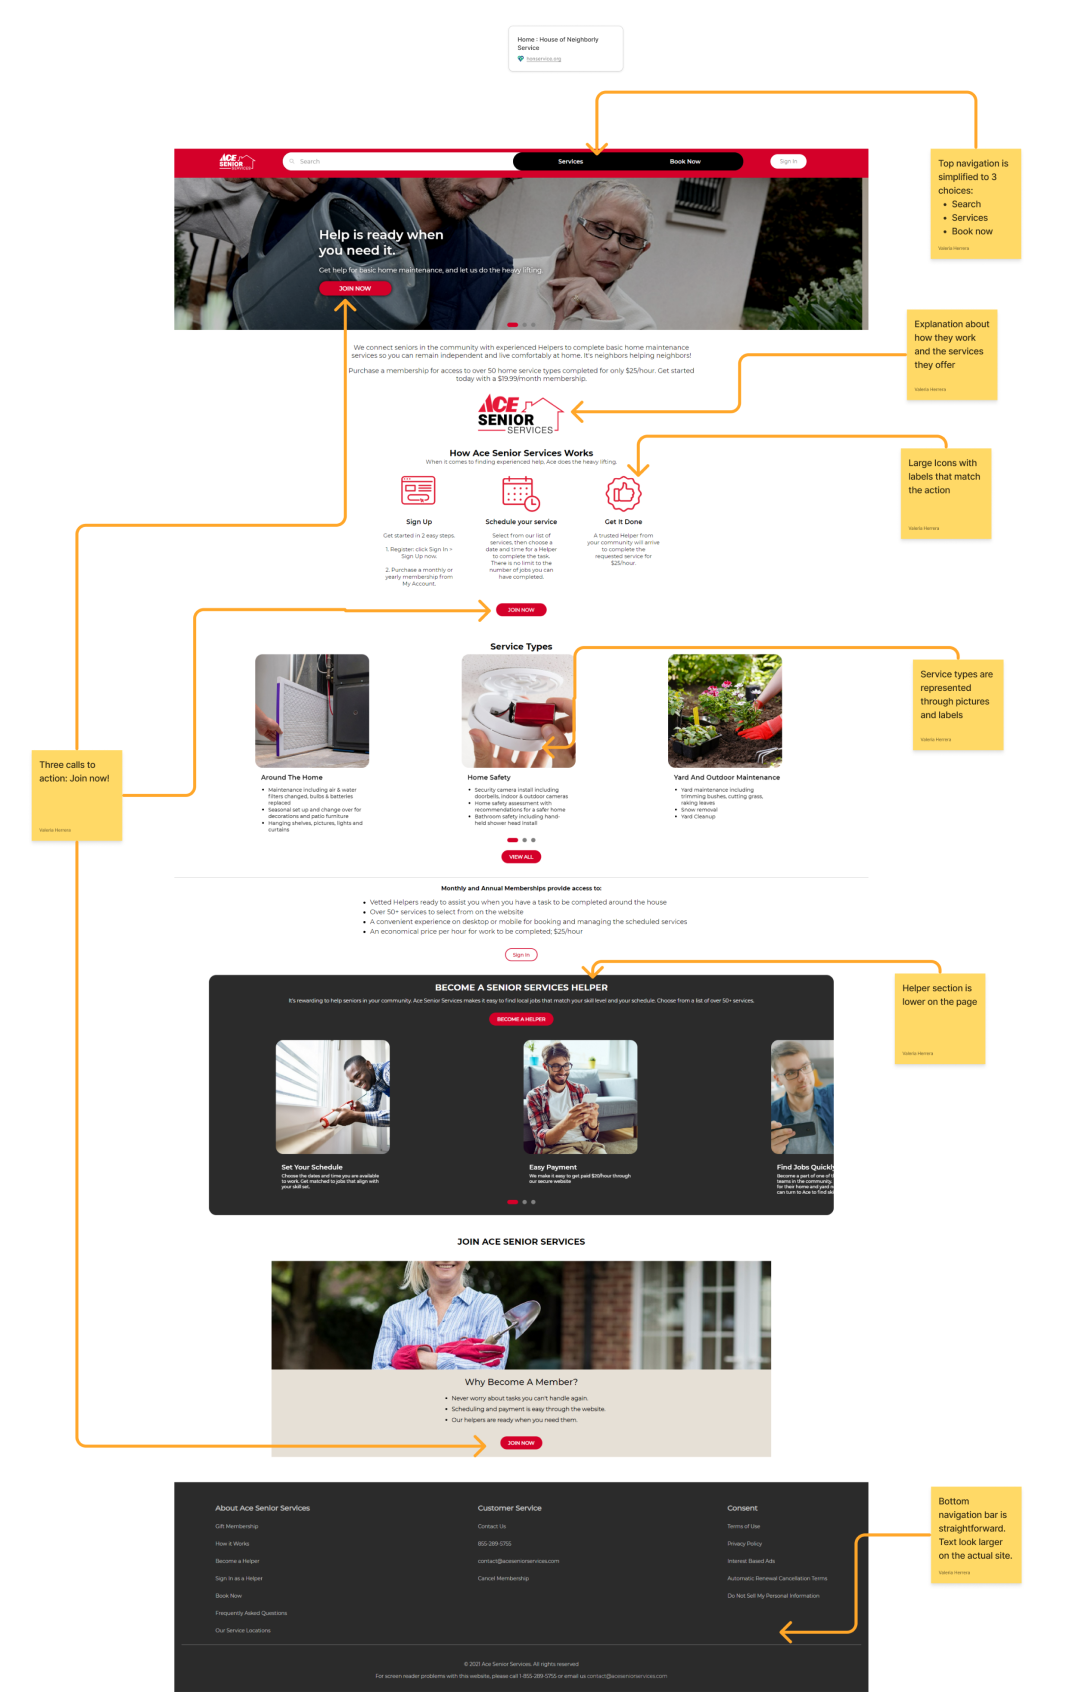 Home : House of Neighborly
Service
honservice.org
ACE
SENIOR
SERVICES
Search
Services
Book Now
Sign In
Top navigation is
simplified to 3
choices:
• Search
• Services
• Book now
Valeria Herrera
Help is ready when
you need it.
Get help for basic home maintenance, and let us do the heavy lifting.
JOIN NOW
Explanation about
how they work
and the services
they offer
Valeria Herrera
We connect seniors in the community with experienced Helpers to complete basic home maintenance
services so you can remain independent and live comfortably at home. It's neighbors helping neighbors!
Purchase a membership for access to over 50 home service types completed for only $25/hour. Get started
today with a $19.99/month membership.
ACE
SENIOR
SERVICES
How Ace Senior Services Works
When it comes to finding experienced help. Ace does the heavy lifting.
Large Icons with
labels that match
the action
Valeria Herrera
Sign Up
Get started in 2 easy steps.
1. Register: click Sign In >
Sign Up now.
2. Purchase a monthly or
yearly membership from
My Account.
Schedule your service
Select from our list of
services, then choose a
date and time for a Helper
to complete the task.
There is no limit to the
number of jobs you can
have completed.
Get It Done
A trusted Helper from
your community will arrive
to complete the
requested service for
$25/hour.
JOIN NOW
Service Types
Service types are
represented
through pictures
and labels
Valeria Herrera
Three calls to
action: Join now!
Valeria Herrera
Around The Home
• Maintenance including air & water
filters changed, bulbs & batteries
replaced
• Seasonal set up and change over for
decorations and patio furniture
• Hanging shelves, pictures, lights and
curtains
Home Safety
• Security camera install including
doorbells, indoor & outdoor cameras
• Home safety assessment with
recommendations for a safer home
• Bathroom safety including hand-
held shower head install
Yard And Outdoor Maintenance
• Yard maintenance including
trimming bushes, cutting grass,
raking leaves
• Snow removal
• Yard Cleanup
VIEW ALL
Monthly and Annual Memberships provide access to:
• Vetted Helpers ready to assist you when you have a task to be completed around the house
• Over 50+ services to select from on the website
• A convenient experience on desktop or mobile for booking and managing the scheduled services
• An economical price per hour for work to be completed; $25/hour
Sign In
BECOME A SENIOR SERVICES HELPER
It's rewarding to help seniors in your community. Ace Senior Services makes it easy to find local jobs that match your skill level and your schedule. Choose from a list of over 50+ services.
BECOME A HELPER
Helper section is
lower on the page
Valeria Herrera
Set Your Schedule
Choose the dates and time you are available
to work. Get matched to jobs that align with
your skill set.
Easy Payment
We make it easy to get paid $20/hour through
our secure website
Find Jobs Quickly
Become a part of one of t
teams in the community.
for their home and yard n
can turn to Ace to find ski
JOIN ACE SENIOR SERVICES
Why Become A Member?
• Never worry about tasks you can't handle again.
• Scheduling and payment is easy through the website.
• Our helpers are ready when you need them.
JOIN NOW
Bottom
navigation bar is
straightforward.
Text look larger
on the actual site.
Valeria Herrera
About Ace Senior Services
Gift Membership
How it Works
Become a Helper
Sign In as a Helper
Book Now
Frequently Asked Questions
Our Service Locations
Customer Service
Contact Us
855-289-5755
contact@aceseniorservices.com
Cancel Membership
Consent
Terms of Use
Privacy Policy
Interest Based Ads
Automatic Renewal Cancellation Terms
Do Not Sell My Personal Information
© 2021 Ace Senior Services. All rights reserved
For screen reader problems with this website, please call 1-855-289-5755 or email us contact@aceseniorservices.com